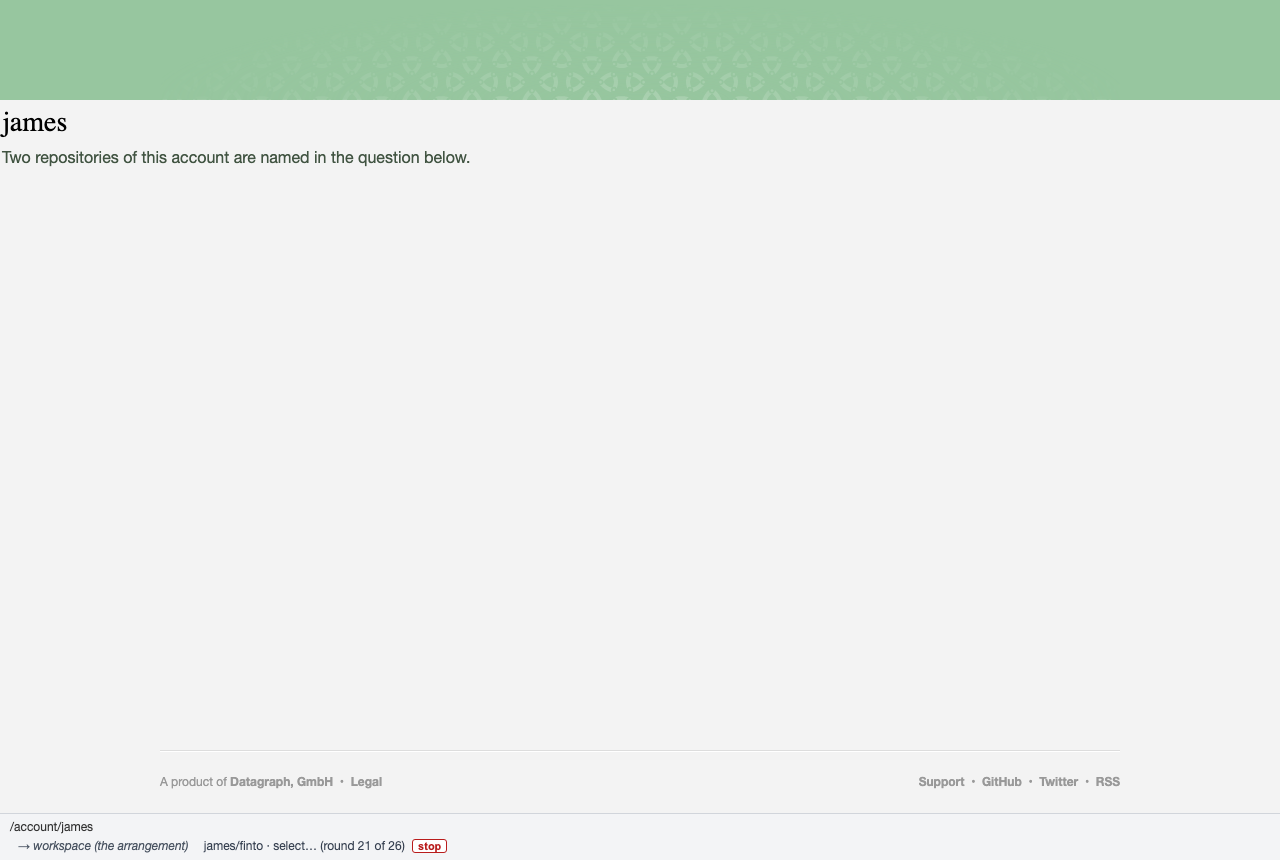 james
Two repositories of this account are named in the question below.
A product of Datagraph, GmbH • Legal
Support • GitHub • Twitter • RSS
/account/james
→ workspace (the arrangement) james/finto · select… (round 21 of 26) stop